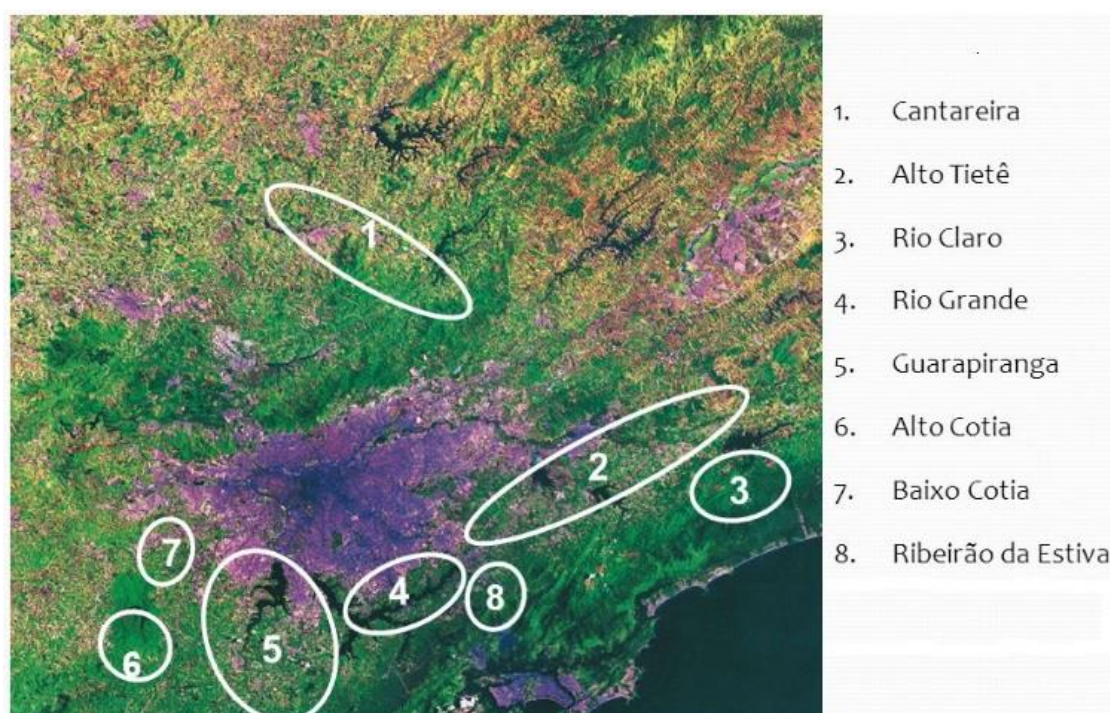 1
2
3
7
4
8
6
5
1. Cantareira
2. Alto Tietê
3. Rio Claro
4. Rio Grande
5. Guarapiranga
6. Alto Cotia
7. Baixo Cotia
8. Ribeirão da Estiva